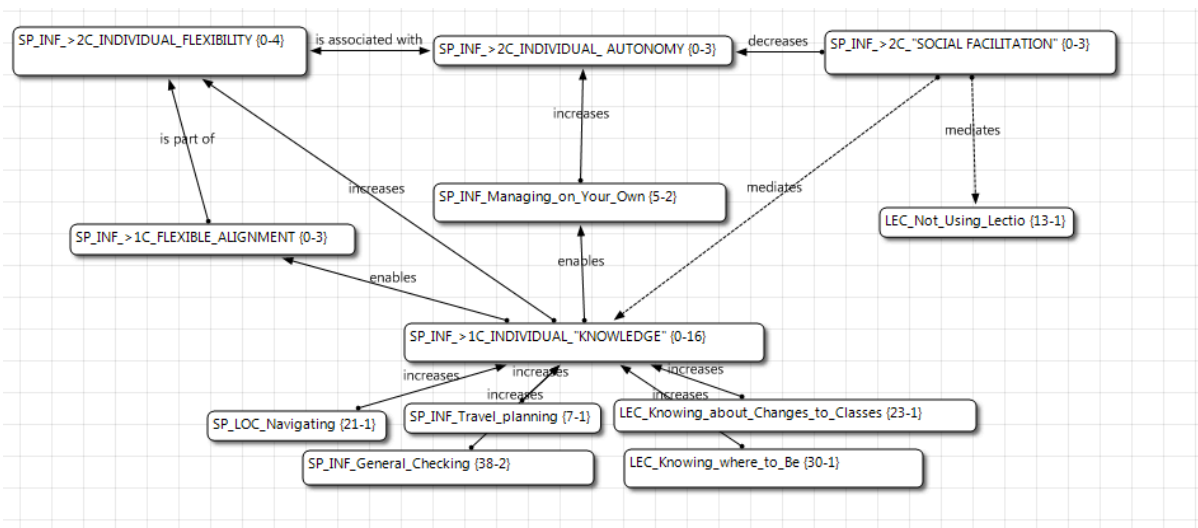 SP_INF_>2C_INDIVIDUAL_FLEXIBILITY {0-4}
is associated with
SP_INF_>2C_INDIVIDUAL_ AUTONOMY {0-3}
decreases
SP_INF_>2C_"SOCIAL FACILITATION" {0-3}
increases
mediates
is part of
increases
mediates
SP_INF_Managing_on_Your_Own {5-2}
LEC_Not_Using_Lectio {13-1}
SP_INF_>1C_FLEXIBLE_ALIGNMENT {0-3}
enables
enables
SP_INF_>1C_INDIVIDUAL_"KNOWLEDGE" {0-16}
increases
increases
increases
increases
increases
SP_LOC_Navigating {21-1}
SP_INF_Travel_planning {7-1}
LEC_Knowing_about_Changes_to_Classes {23-1}
SP_INF_General_Checking {38-2}
LEC_Knowing_where_to_Be {30-1}